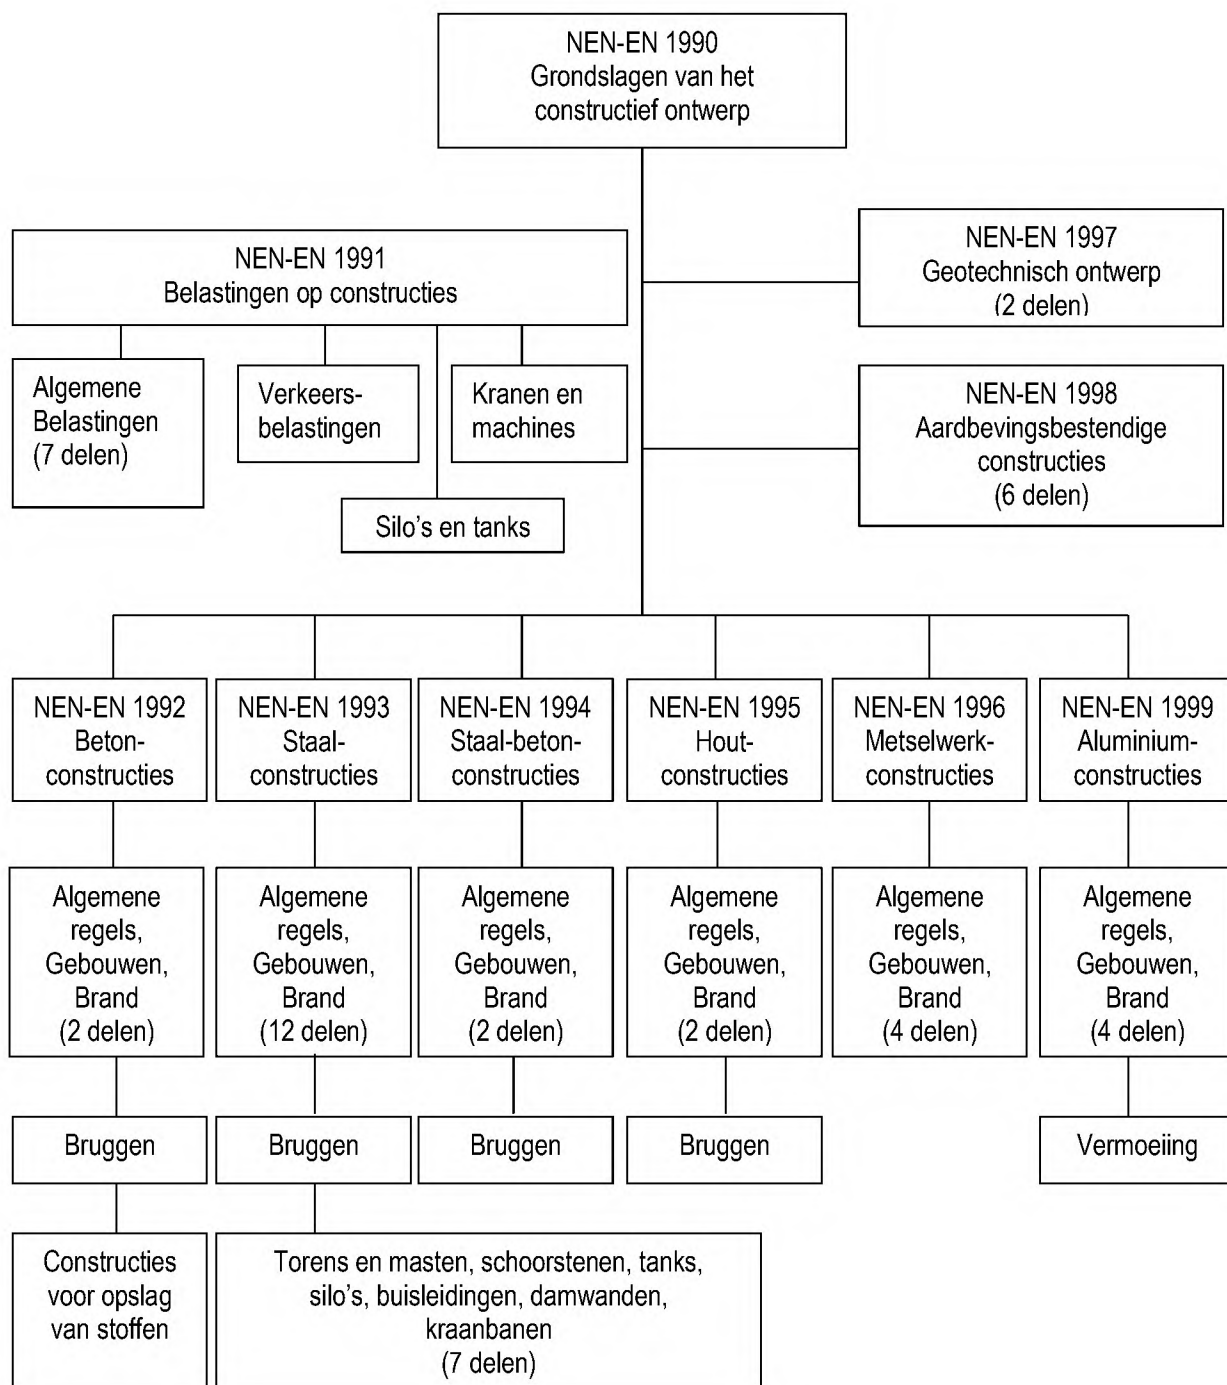 NEN-EN 1990
Grondslagen van het
constructief ontwerp
NEN-EN 1991
Belastingen op constructies
NEN-EN 1997
Geotechnisch ontwerp
(2 delen)
Algemene
Belastingen
(7 delen)
Verkeers-
belastingen
Kranen en
machines
Silo's en tanks
NEN-EN 1998
Aardbevingsbestendige
constructies
(6 delen)
NEN-EN 1992
Beton-
constructies
NEN-EN 1993
Staal-
constructies
NEN-EN 1994
Staal-beton-
constructies
NEN-EN 1995
Hout-
constructies
NEN-EN 1996
Metselwerk-
constructies
NEN-EN 1999
Aluminium-
constructies
Algemene
regels,
Gebouwen,
Brand
(2 delen)
Algemene
regels,
Gebouwen,
Brand
(12 delen)
Algemene
regels,
Gebouwen,
Brand
(2 delen)
Algemene
regels,
Gebouwen,
Brand
(2 delen)
Algemene
regels,
Gebouwen,
Brand
(4 delen)
Algemene
regels,
Gebouwen,
Brand
(4 delen)
Bruggen
Bruggen
Bruggen
Bruggen
Vermoeiing
Constructies
voor opslag
van stoffen
Torens en masten, schoorstenen, tanks,
silo's, buisleidingen, damwanden,
kraanbanen
(7 delen)